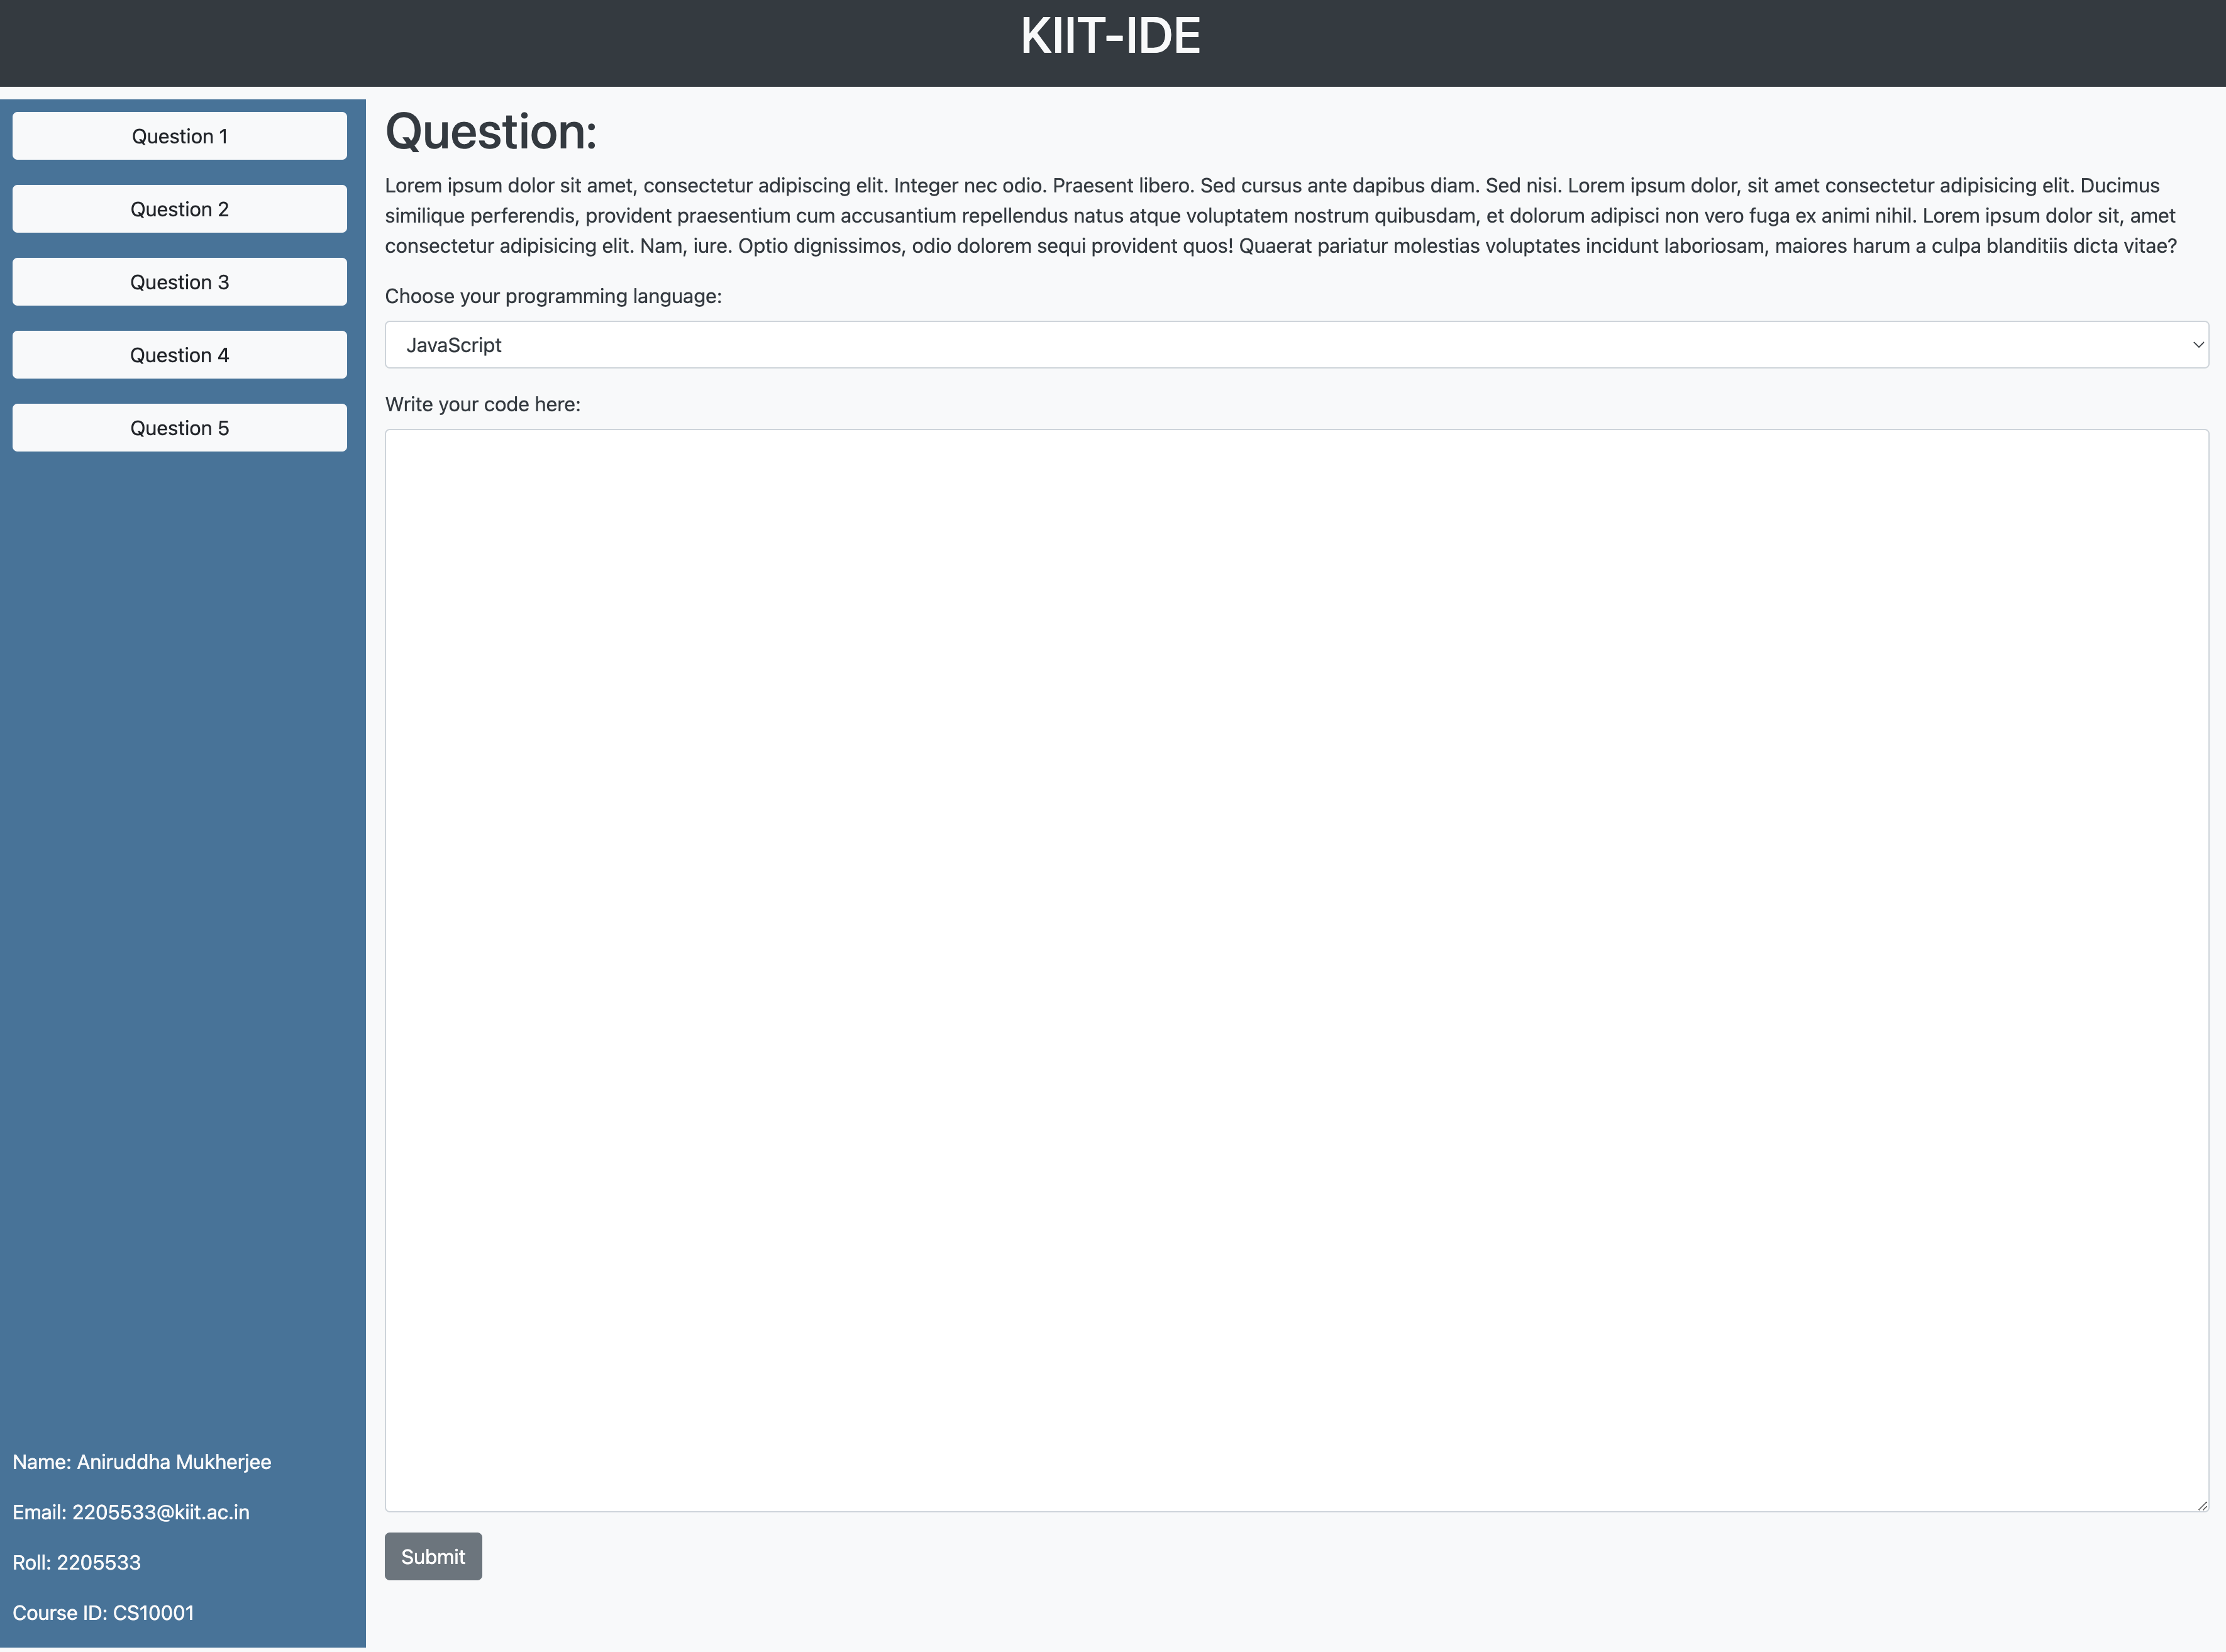 KIIT-IDE
Question 1
Question 2
Question 3
Question 4
Question 5
Name: Aniruddha Mukherjee
Email: 2205533@kiit.ac.in
Roll: 2205533
Course ID: CS10001
Question:
Lorem ipsum dolor sit amet, consectetur adipiscing elit. Integer nec odio. Praesent libero. Sed cursus ante dapibus diam. Sed nisi. Lorem ipsum dolor, sit amet consectetur adipisicing elit. Ducimus
similique perferendis, provident praesentium cum accusantium repellendus natus atque voluptatem nostrum quibusdam, et dolorum adipisci non vero fuga ex animi nihil. Lorem ipsum dolor sit, amet
consectetur adipisicing elit. Nam, iure. Optio dignissimos, odio dolorem sequi provident quos! Quaerat pariatur molestias voluptates incidunt laboriosam, maiores harum a culpa blanditiis dicta vitae?
Choose your programming language:
JavaScript
Write your code here:
Submit